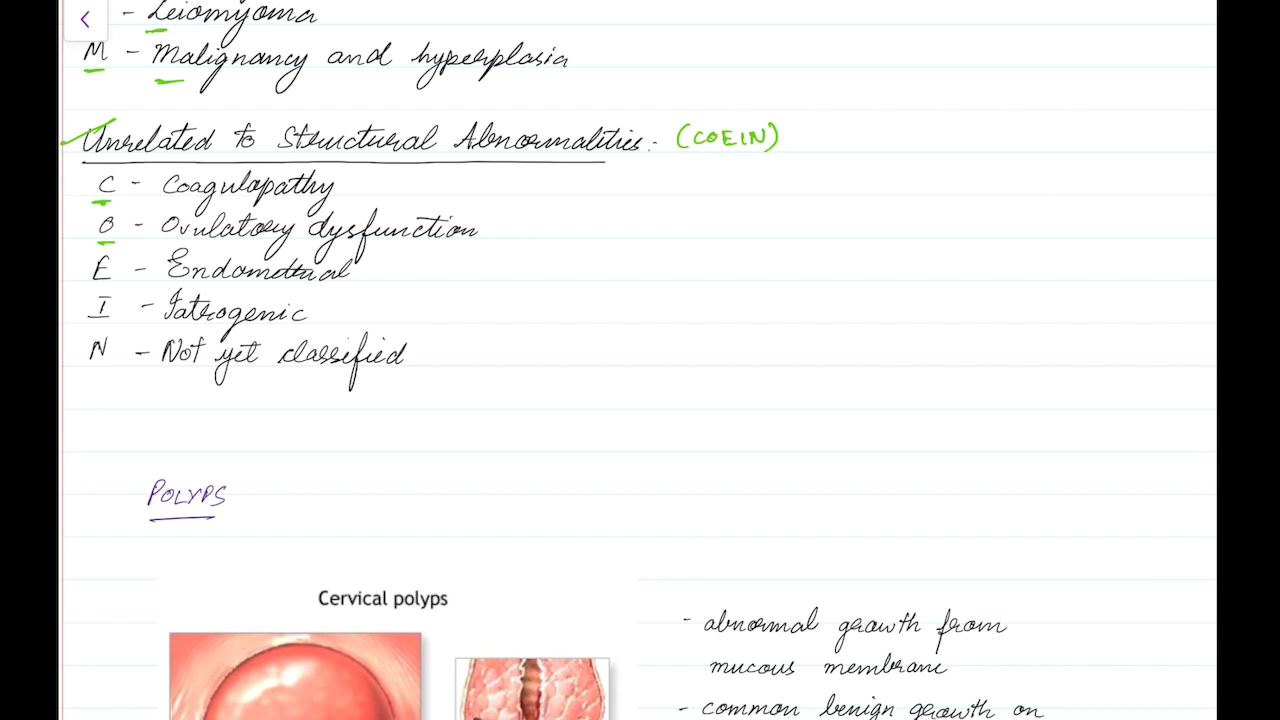 - Leiomyoma
M - Malignancy and hyperplasia
Unrelated to Structural Abnormalities. (COEIN)
C - Coagulopathy
O - Ovulatory dysfunction
E - Endometrial
I - Iatrogenic
N - Not yet classified
POLYPS
Cervical polyps
- abnormal growth from
mucous membrane
- common benign growth on